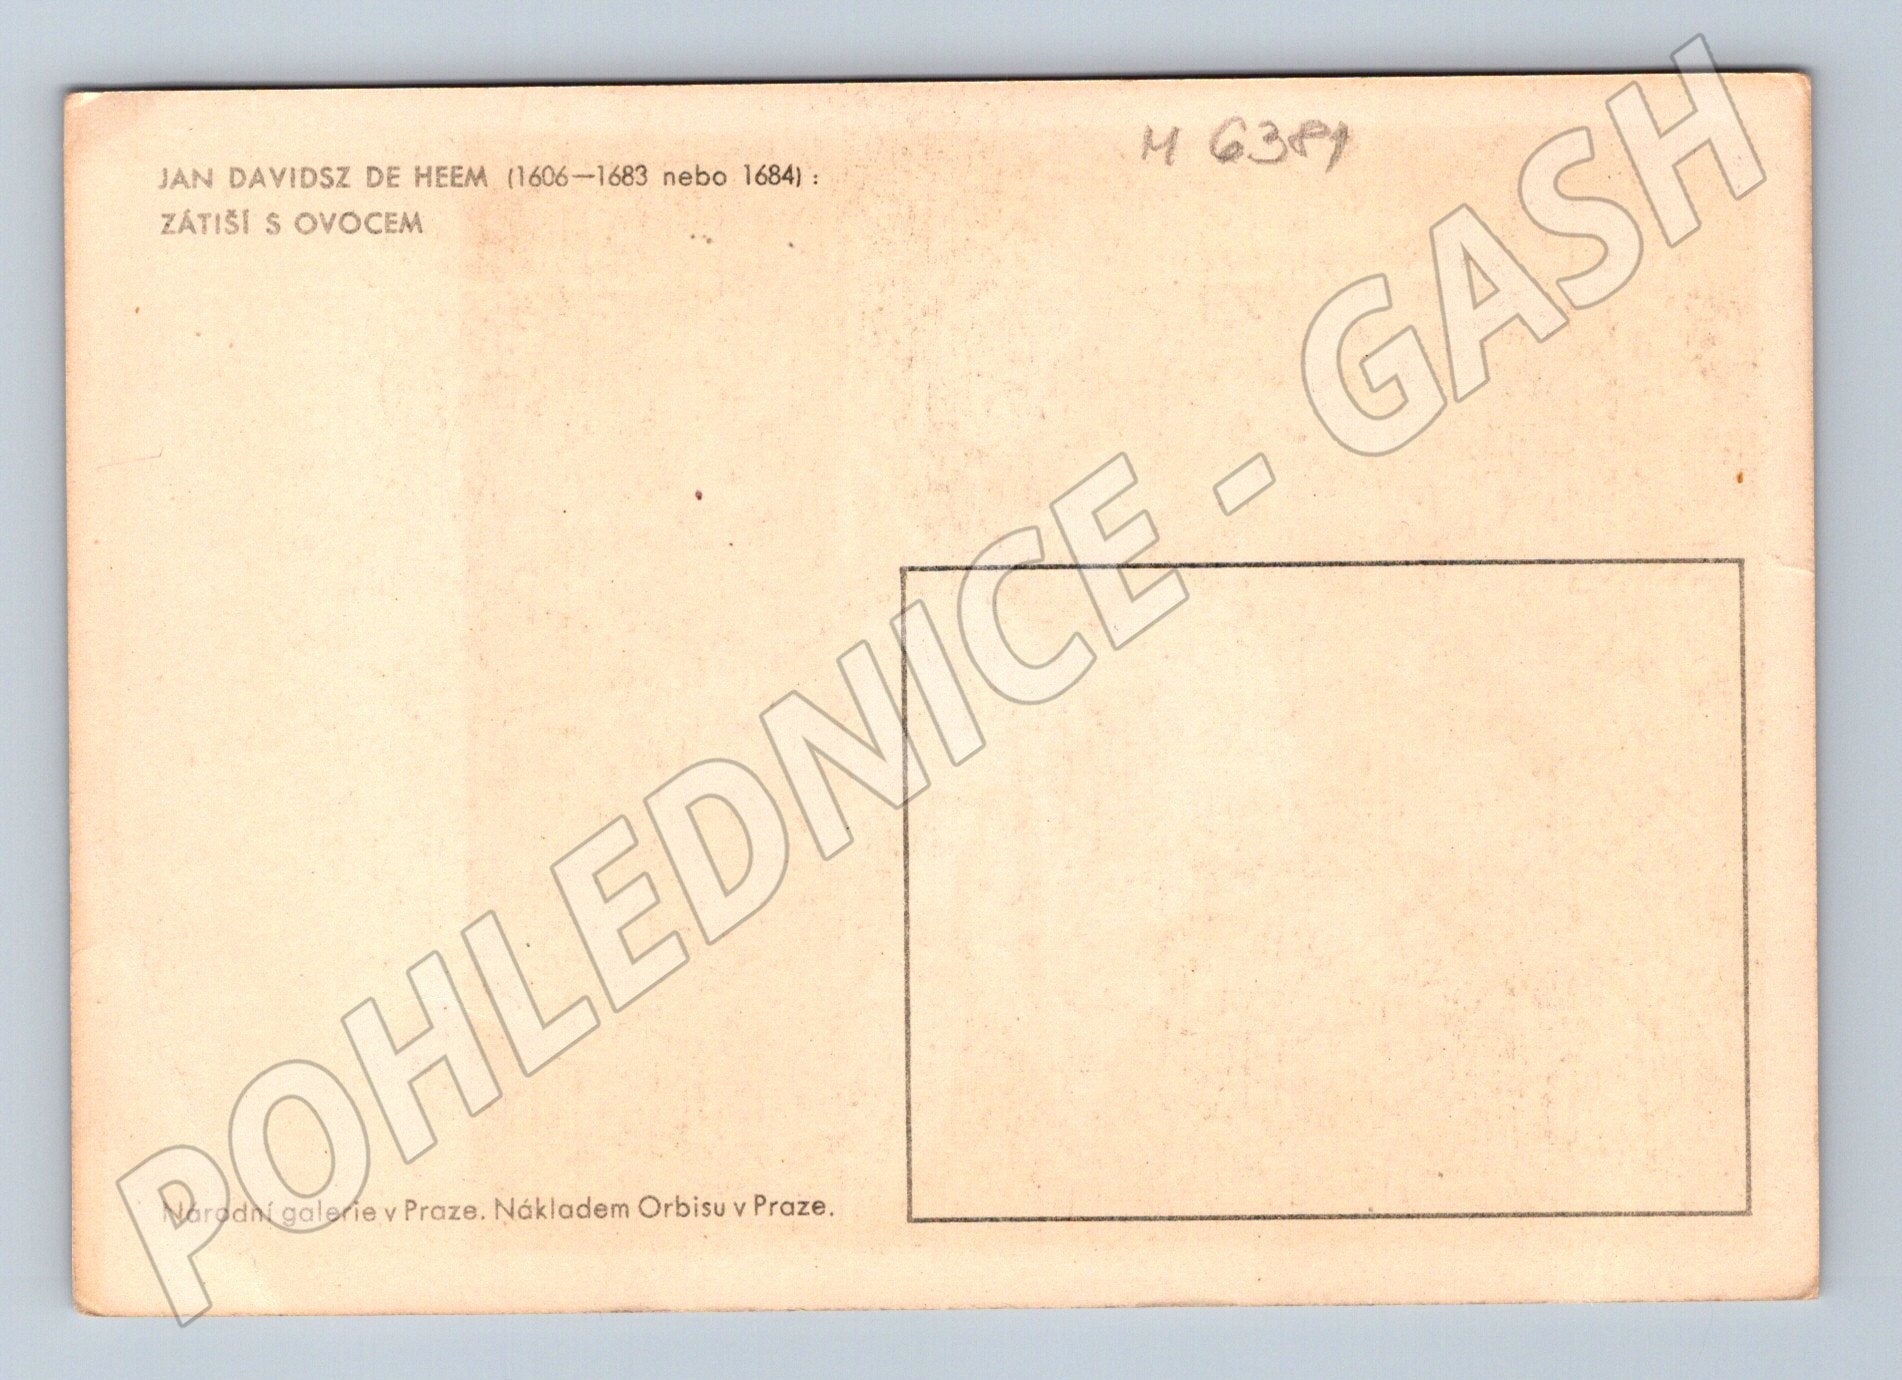 M 6381
JAN DAVIDSZ DE HEEM (1606—1683 nebo 1684) :
ZÁTIŠÍ S OVOCEM
POHLEDNICE - GASH
Národní galerie v Praze. Nákladem Orbisu v Praze.